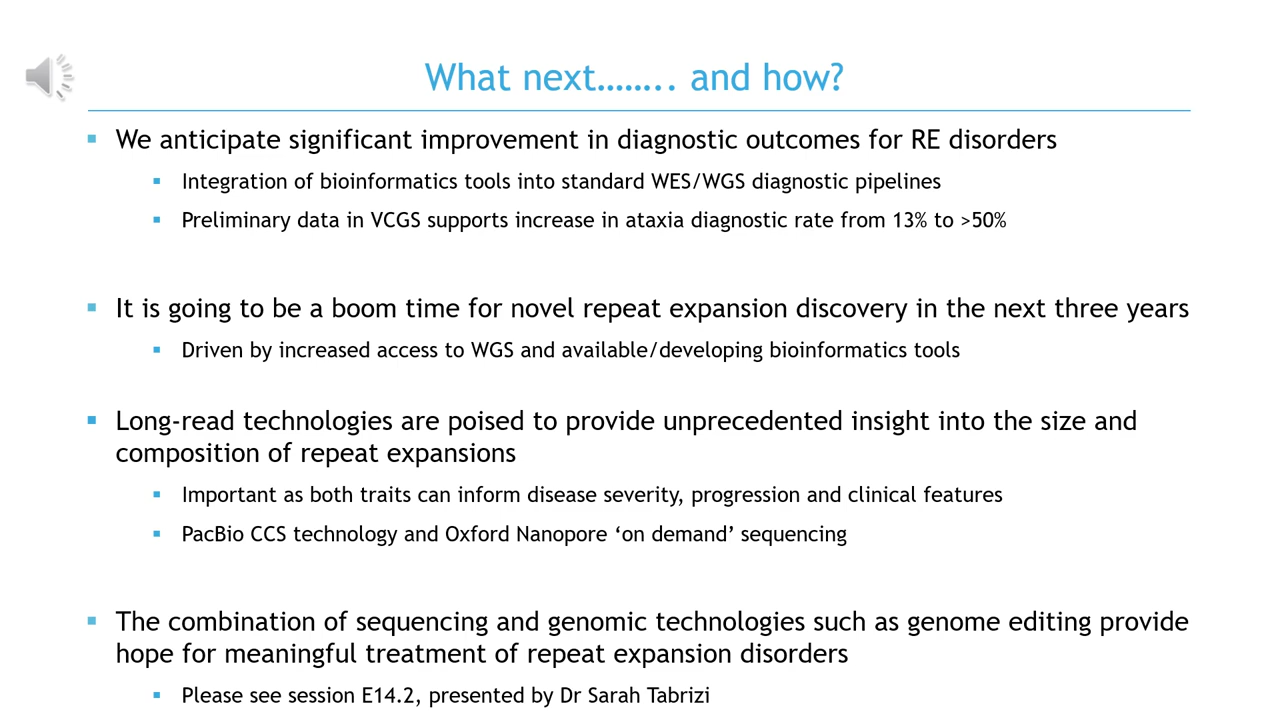 What next…….. and how?
We anticipate significant improvement in diagnostic outcomes for RE disorders
Integration of bioinformatics tools into standard WES/WGS diagnostic pipelines
Preliminary data in VCGS supports increase in ataxia diagnostic rate from 13% to >50%
It is going to be a boom time for novel repeat expansion discovery in the next three years
Driven by increased access to WGS and available/developing bioinformatics tools
Long-read technologies are poised to provide unprecedented insight into the size and
composition of repeat expansions
Important as both traits can inform disease severity, progression and clinical features
PacBio CCS technology and Oxford Nanopore ‘on demand’ sequencing
The combination of sequencing and genomic technologies such as genome editing provide
hope for meaningful treatment of repeat expansion disorders
Please see session E14.2, presented by Dr Sarah Tabrizi